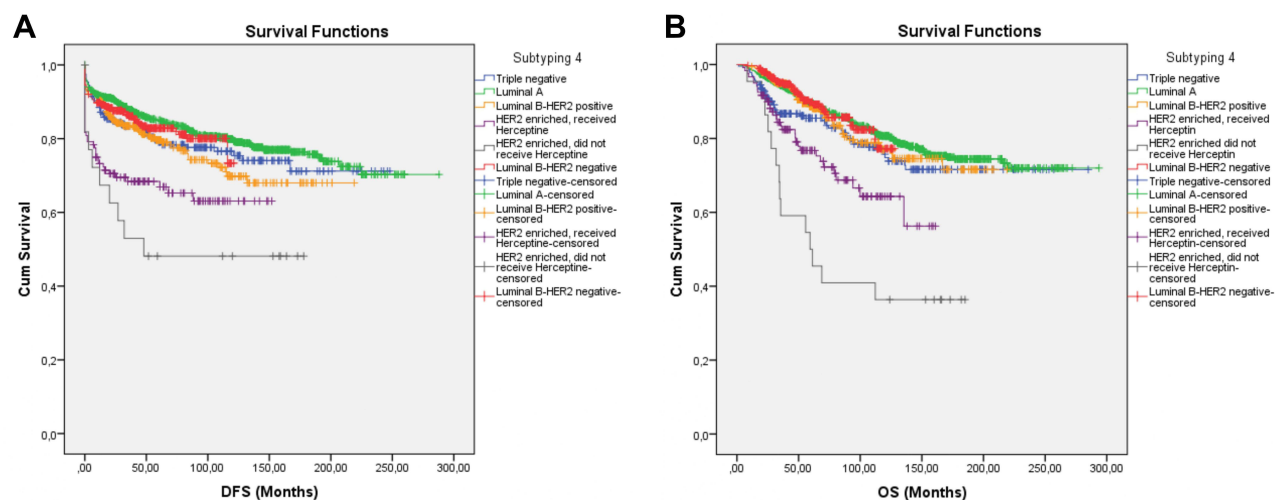 A
Survival Functions
Cum Survival
1,0
0,8
0,6
0,4
0,2
0,0
,00
50,00
100,00
150,00
200,00
250,00
300,00
DFS (Months)
Subtyping 4
Triple negative
Luminal A
Luminal B-HER2 positive
HER2 enriched, received
Herceptine
HER2 enriched, did not
receive Herceptine
Luminal B-HER2 negative
Triple negative-censored
Luminal A-censored
Luminal B-HER2 positive-
censored
HER2 enriched, received
Herceptine-censored
HER2 enriched, did not
receive Herceptine-
censored
Luminal B-HER2 negative-
censored
B
Survival Functions
Cum Survival
1,0
0,8
0,6
0,4
0,2
0,0
,00
50,00
100,00
150,00
200,00
250,00
300,00
OS (Months)
Subtyping 4
Triple negative
Luminal A
Luminal B-HER2 positive
HER2 enriched, received
Herceptin
HER2 enriched did not
receive Herceptin
Luminal B-HER2 negative
Triple negative-censored
Luminal A-censored
Luminal B-HER2 positive-
censored
HER2 enriched, received
Herceptin-censored
HER2 enriched, did not
receive Herceptin-
censored
Luminal B-HER2 negative-
censored